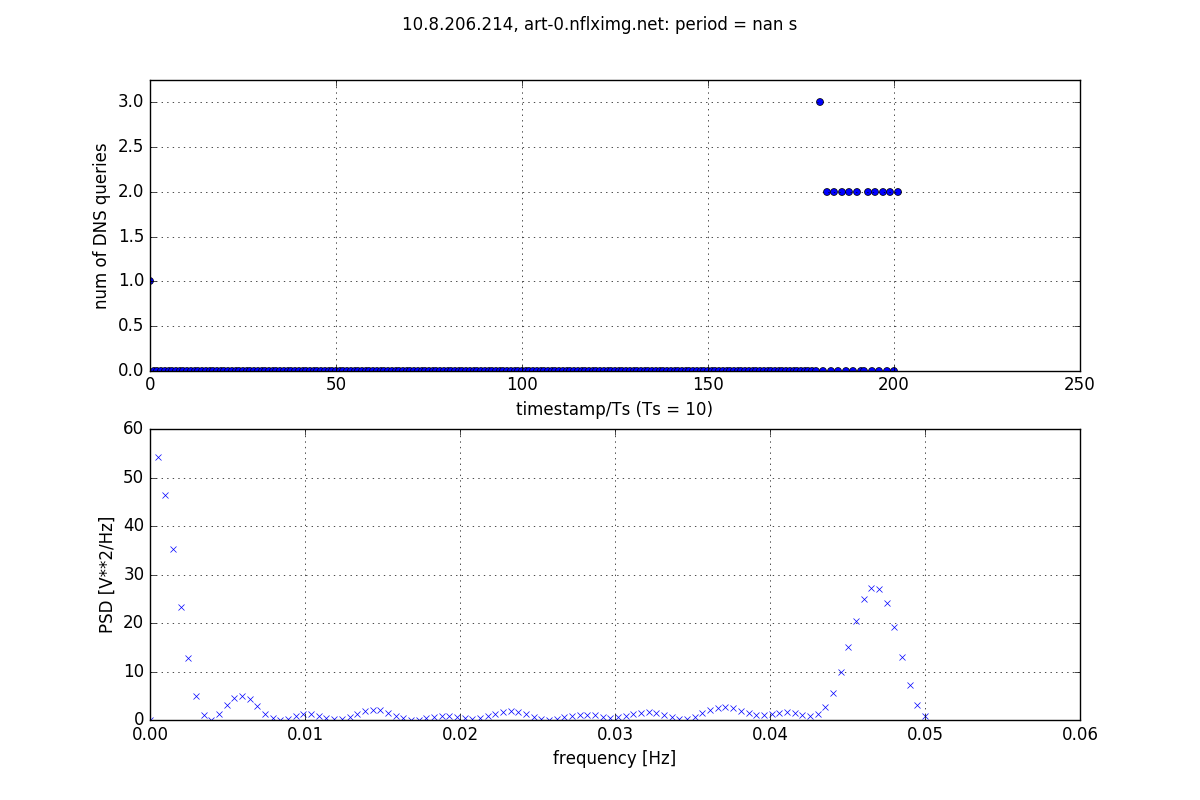 10.8.206.214, art-0.nflximg.net: period = nan s
3.0
2.5
2.0
1.5
1.0
0.5
0.0
num of DNS queries
0 50 100 150 200 250
timestamp/Ts (Ts = 10)
60
50
40
30
20
10
0
PSD [V**2/Hz]
0.00 0.01 0.02 0.03 0.04 0.05 0.06
frequency [Hz]